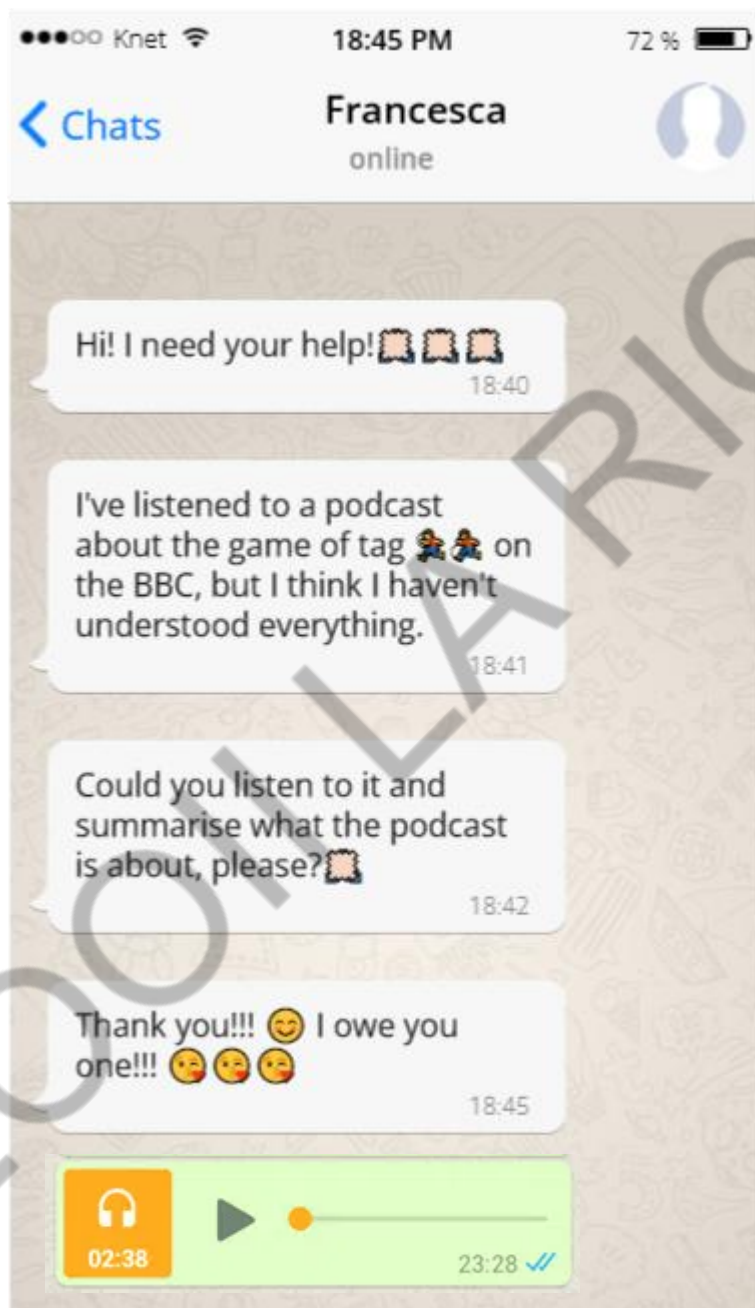 Knet 18:45 PM 72 %
Chats Francesca
online
Hi! I need your help!
18:40
I've listened to a podcast
about the game of tag 🏃🏃 on
the BBC, but I think I haven't
understood everything.
18:41
Could you listen to it and
summarise what the podcast
is about, please?
18:42
Thank you!!! 😊 I owe you
one!!! 😘😘😘
18:45
02:38 23:28